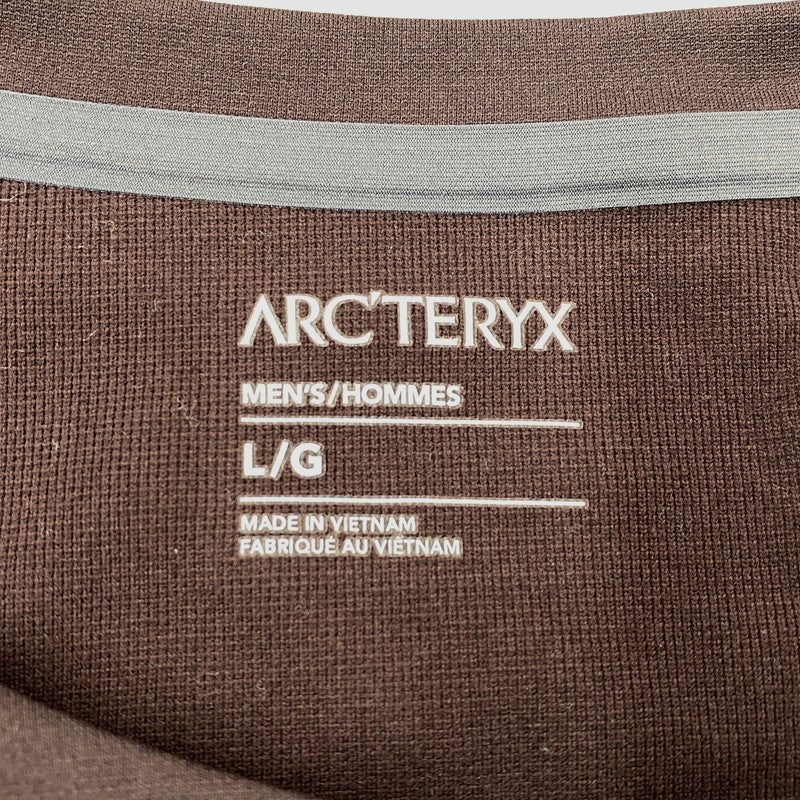 ARC'TERYX
MEN'S/HOMMES
L/G
MADE IN VIETNAM
FABRIQUÉ AU VIÊTNAM